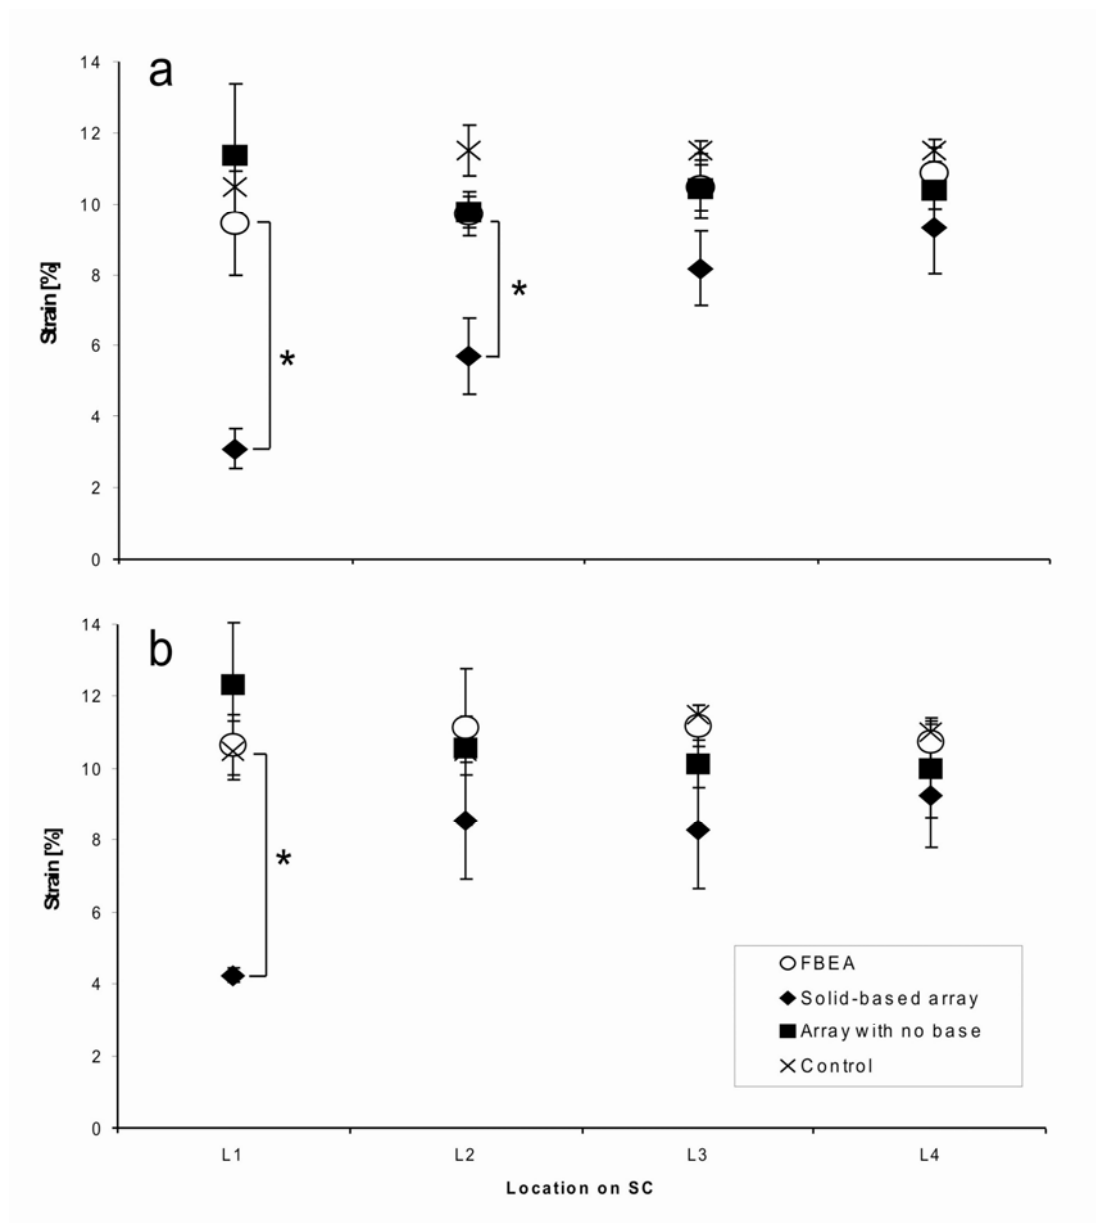 a
14
12
10
8
6
4
2
0
Strain [%]
*
*
b
14
12
10
8
6
4
2
0
Strain [%]
*
FBEA
Solid-based array
Array with no base
Control
L1 L2 L3 L4
Location on SC